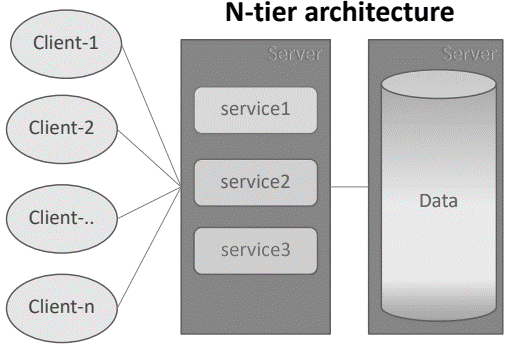 N-tier architecture
Client-1
Client-2
Client-..
Client-n
Server
service1
service2
service3
Server
Data